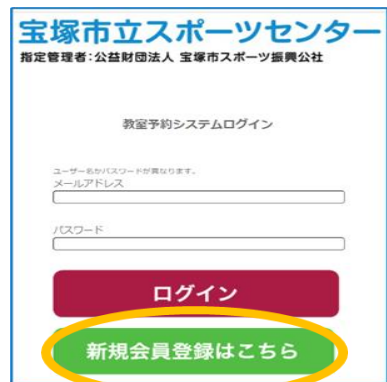 宝塚市立スポーツセンター
指定管理者:公益財団法人 宝塚市スポーツ振興公社
教室予約システムログイン
ユーザー名かパスワードが異なります。
メールアドレス
パスワード
ログイン
新規会員登録はこちら